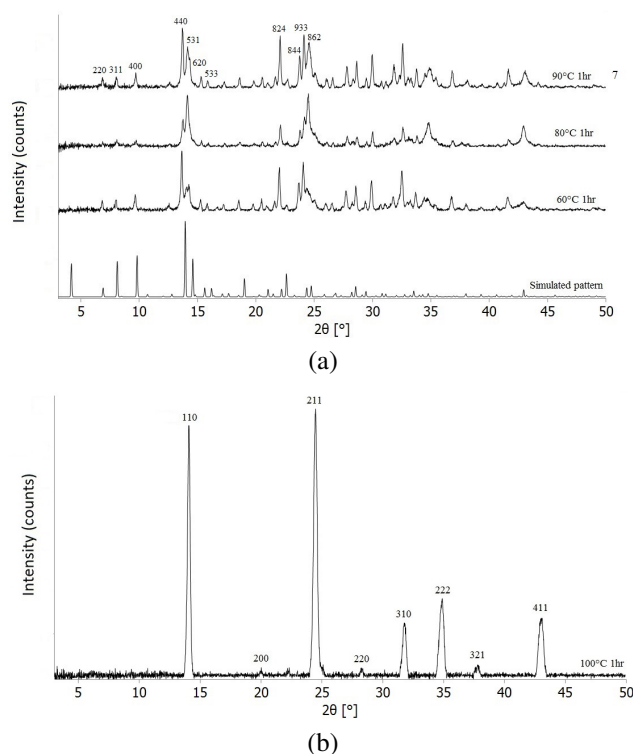 440
824
933
531
862
620
844
220 311 400
533
90°C 1hr
7
80°C 1hr
60°C 1hr
Simulated pattern
Intensity (counts)
5 10 15 20 25 30 35 40 45 50
2θ [°]
(a)
211
110
222
310
411
200
220
321
100°C 1hr
Intensity (counts)
5 10 15 20 25 30 35 40 45 50
2θ [°]
(b)